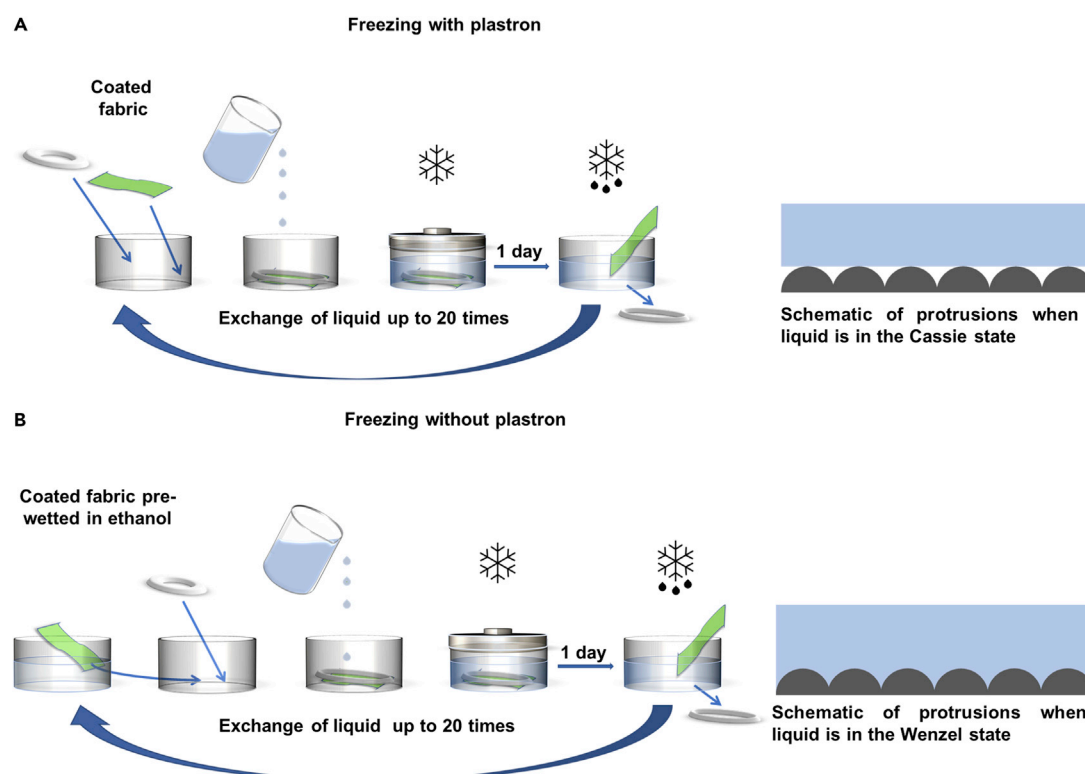 A
Freezing with plastron
Coated
fabric
1 day
Exchange of liquid up to 20 times
Schematic of protrusions when
liquid is in the Cassie state
B
Freezing without plastron
Coated fabric pre-
wetted in ethanol
1 day
Exchange of liquid up to 20 times
Schematic of protrusions when
liquid is in the Wenzel state